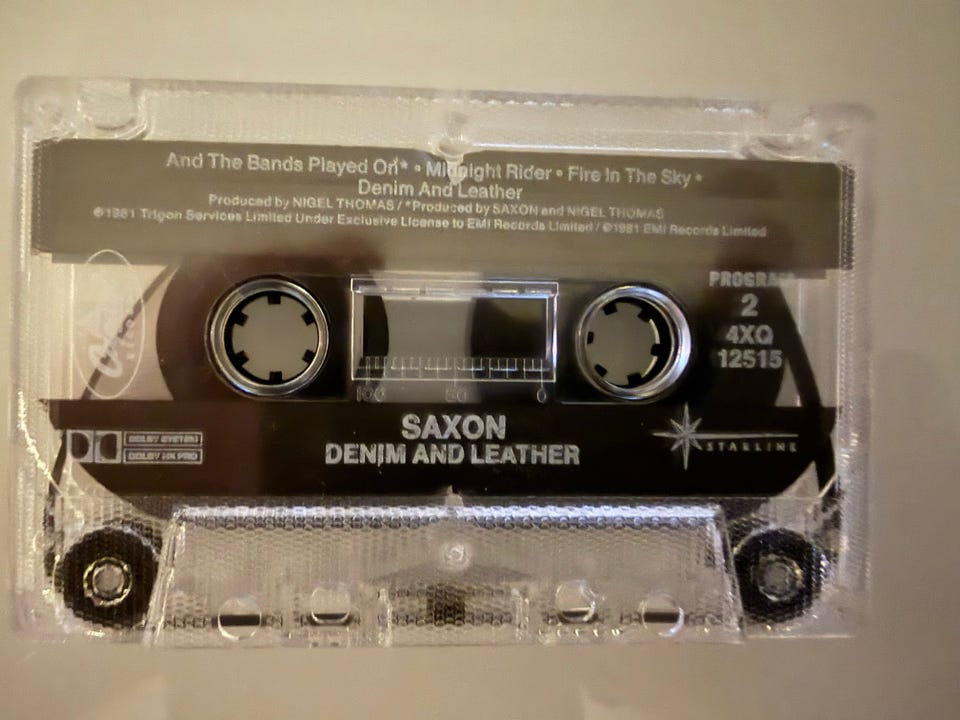 And The Bands Played On* • Midnight Rider • Fire In The Sky •
Denim And Leather
Produced by NIGEL THOMAS / *Produced by SAXON and NIGEL THOMAS
℗1981 Trigon Services Limited Under Exclusive License to EMI Records Limited / ©1981 EMI Records Limited
PROGRAM
2
4XQ
12515
100 50 0
SAXON
DENIM AND LEATHER
DOLBY SYSTEM
DOLBY HX PRO
STARLINE